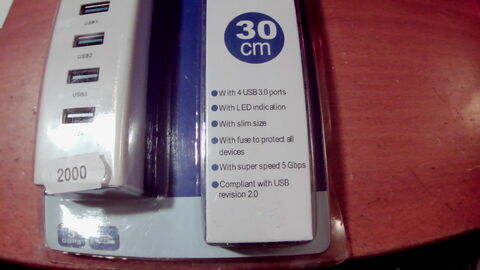 30
cm
With 4 USB 3.0 ports
With LED indication
With slim size
With fuse to protect all
devices
With super speed 5 Gbps
Compliant with USB
revision 2.0
USB1
USB2
USB3
2000